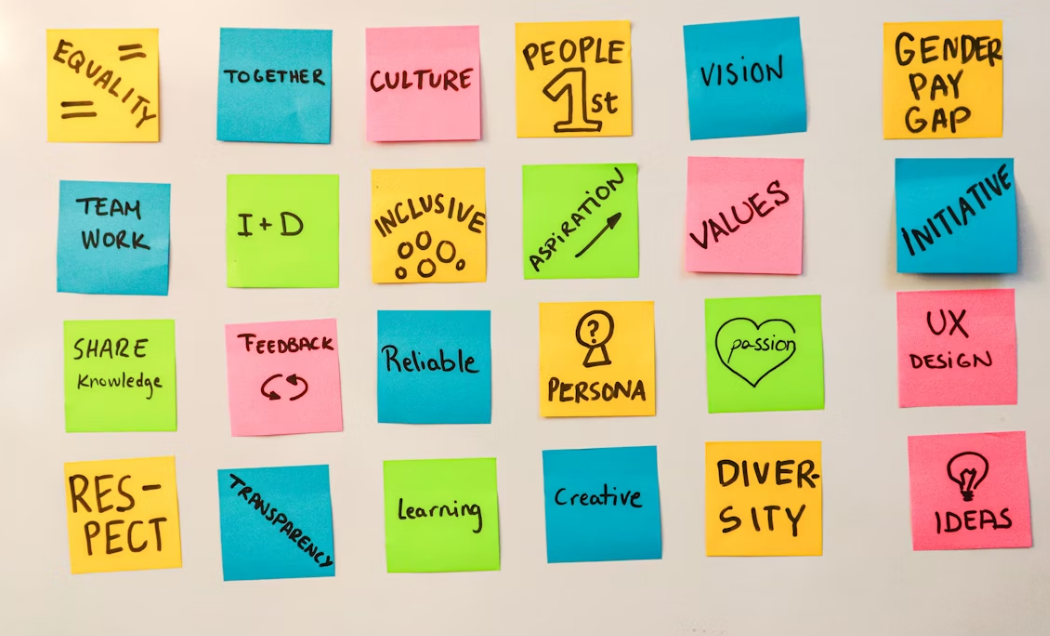 EQUALITY
TOGETHER
CULTURE
PEOPLE
1st
VISION
GENDER
PAY
GAP
TEAM
WORK
I+D
INCLUSIVE
ASPIRATION
VALUES
INITIATIVE
SHARE
Knowledge
FEEDBACK
Reliable
?
PERSONA
passion
UX
DESIGN
RES-
PECT
TRANSPARENCY
Learning
Creative
DIVER-
SITY
IDEAS